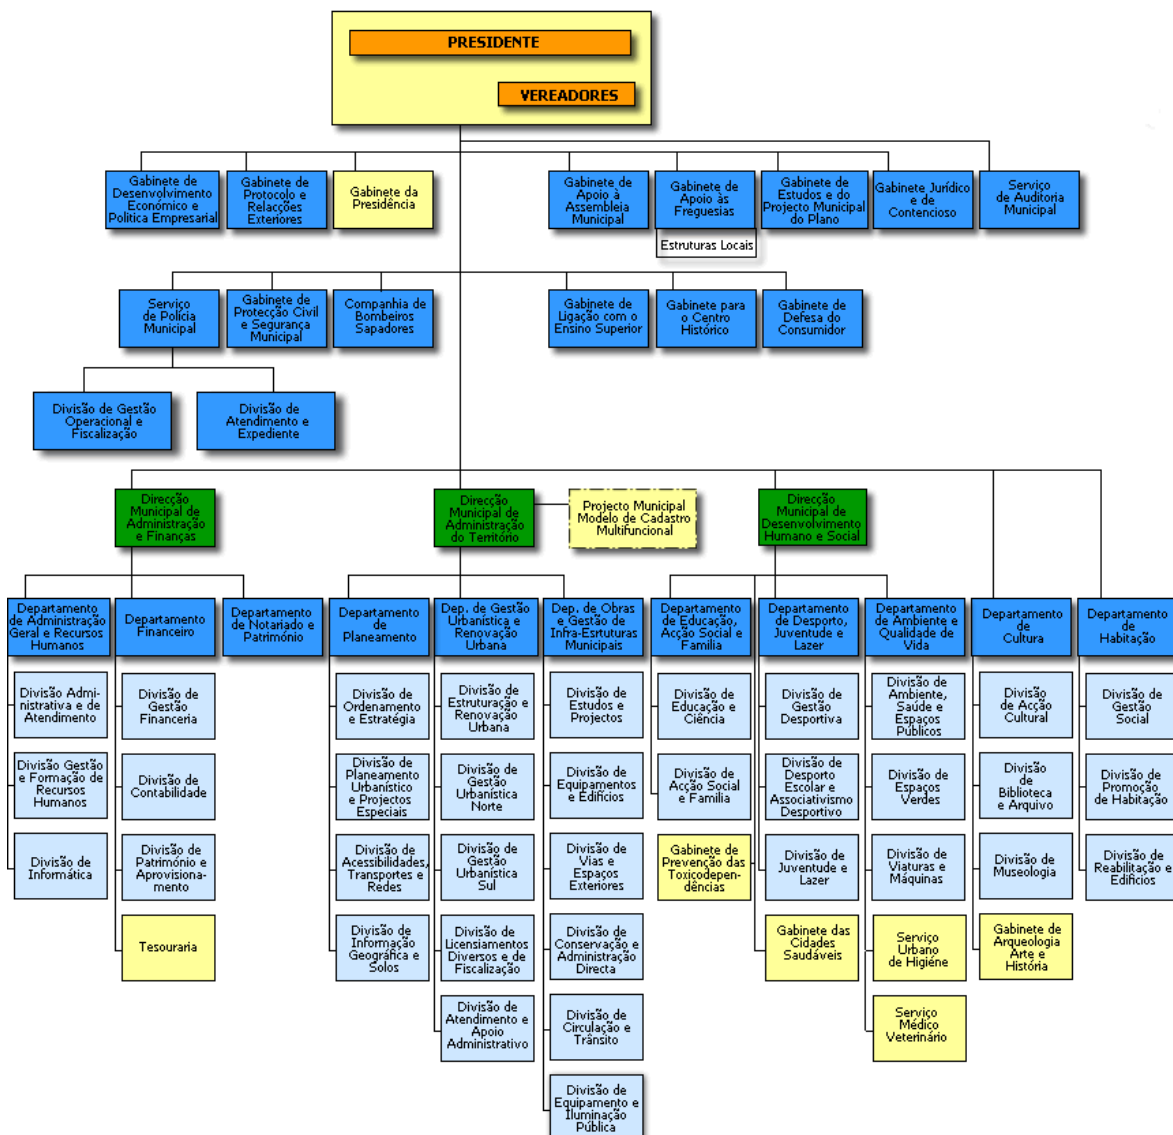 PRESIDENTE
VEREADORES
Gabinete de
Desenvolvimento
Económico e
Politica Empresarial
Gabinete de
Protocolo e
Relacções
Exteriores
Gabinete da
Presidência
Gabinete de
Apoio à
Assembleia
Municipal
Gabinete de
Apoio às
Freguesias
Estruturas Locais
Gabinete de
Estudos e do
Projecto Municipal
do Plano
Gabinete Jurídico
e de
Contencioso
Serviço
de Auditoria
Municipal
Serviço
de Polícia
Municipal
Gabinete de
Protecção Civil
e Segurança
Municipal
Companhia de
Bombeiros
Sapadores
Gabinete de
Ligação com o
Ensino Superior
Gabinete para
o Centro
Histórico
Gabinete de
Defesa do
Consumidor
Divisão de Gestão
Operacional e
Fiscalização
Divisão de
Atendimento e
Expediente
Direcção
Municipal de
Administração
e Finanças
Direcção
Municipal de
Administração
do Território
Projecto Municipal
Modelo de Cadastro
Multifuncional
Direcção
Municipal de
Desenvolvimento
Humano e Social
Departamento
de Administração
Geral e Recursos
Humanos
Departamento
Financeiro
Departamento
de Notariado e
Património
Departamento
de
Planeamento
Dep. de Gestão
Urbanística e
Renovação
Urbana
Dep. de Obras
e Gestão de
Infra-Esrtuturas
Municipais
Departamento
de Educação,
Acção Social e
Familia
Departamento
de Desporto,
Juventude e
Lazer
Departamento
de Ambiente e
Qualidade de
Vida
Departamento
de
Cultura
Departamento
de
Habitação
Divisão Admi-
nistrativa e de
Atendimento
Divisão de
Gestão
Financeria
Divisão de
Ordenamento
e Estratégia
Divisão de
Estruturação e
Renovação
Urbana
Divisão de
Estudos e
Projectos
Divisão de
Educação e
Ciência
Divisão de
Gestão
Desportiva
Divisão de
Ambiente,
Saúde e
Espaços
Públicos
Divisão
de Acção
Cultural
Divisão de
Gestão
Social
Divisão Gestão
e Formação de
Recursos
Humanos
Divisão de
Contabilidade
Divisão de
Planeamento
Urbanístico
e Projectos
Especiais
Divisão de
Gestão
Urbanística
Norte
Divisão de
Equipamentos
e Edifícios
Divisão de
Acção Social
e Familia
Divisão de
Desporto
Escolar e
Associativismo
Desportivo
Divisão de
Espaços
Verdes
Divisão
de
Biblioteca
e Arquivo
Divisão de
Promoção
de Habitação
Divisão de
Informática
Divisão de
Património e
Aprovisiona-
mento
Divisão de
Acessibilidades,
Transportes e
Redes
Divisão de
Gestão
Urbanística
Sul
Divisão de
Vias e
Espaços
Exteriores
Gabinete de
Prevenção das
Toxicodepen-
dências
Divisão de
Juventude e
Lazer
Divisão de
Viaturas e
Máquinas
Divisão de
Museologia
Divisão de
Reabilitação e
Edificios
Tesouraria
Divisão de
Informação
Geográfica e
Solos
Divisão de
Licensiamentos
Diversos e de
Fiscalização
Divisão de
Conservação e
Administração
Directa
Gabinete das
Cidades
Saudáveis
Serviço
Urbano
de Higiéne
Gabinete de
Arqueologia
Arte e
História
Divisão de
Atendimento e
Apoio
Administrativo
Divisão de
Circulação e
Trânsito
Serviço
Médico
Veterinário
Divisão de
Equipamento e
Iluminação
Pública